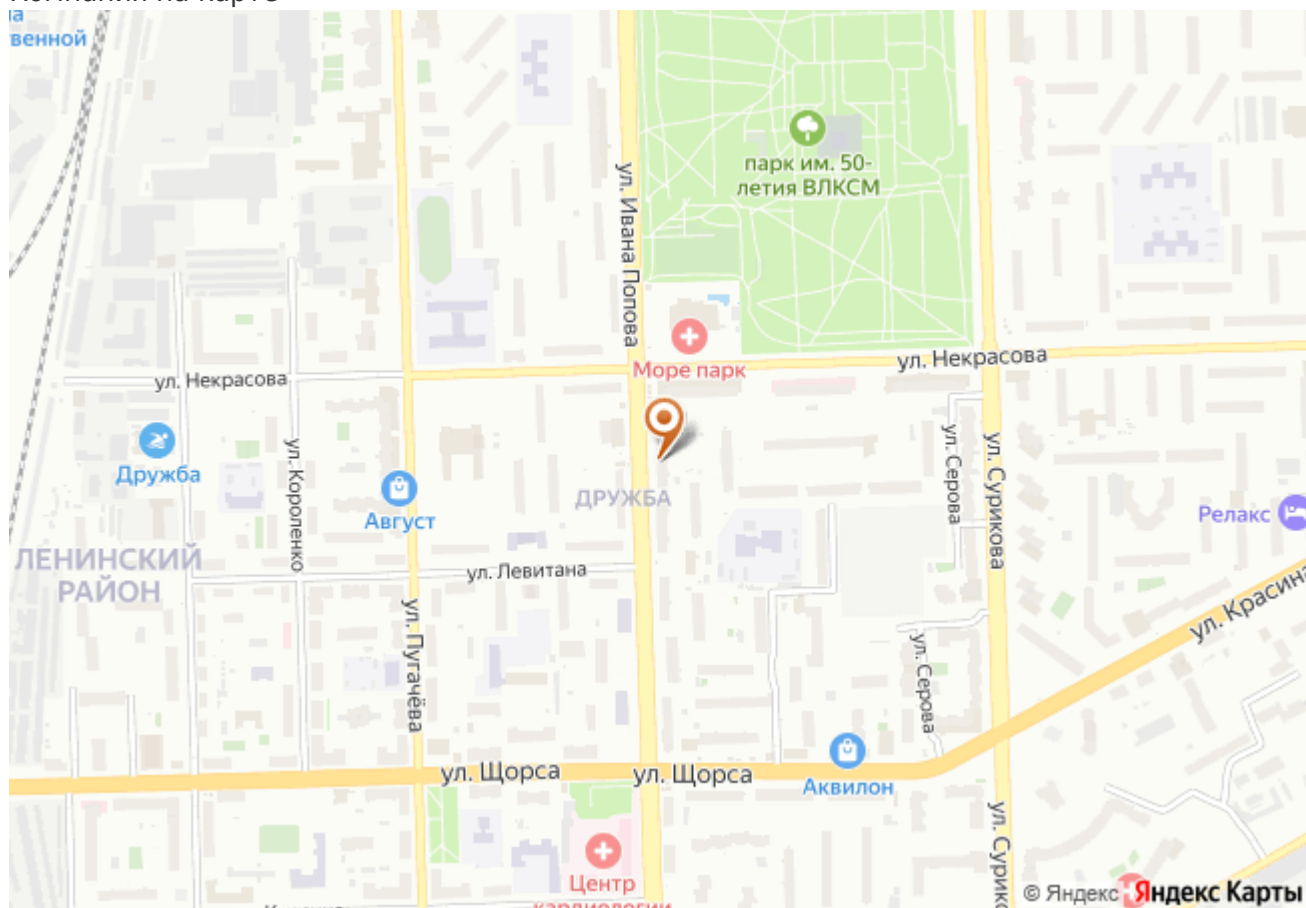 венной
парк им. 50-
летия ВЛКСМ
ул. Ивана Попова
Море парк
ул. Некрасова
ул. Некрасова
Дружба
ул. Короленко
Август
ДРУЖБА
ул. Серова
ул. Сурикова
Релакс
ЛЕНИНСКИЙ
РАЙОН
ул. Левитана
ул. Пугачёва
ул. Красина
ул. Серова
ул. Щорса
ул. Щорса
Аквилон
Центр
кардиологии
© Яндекс
Яндекс Карты